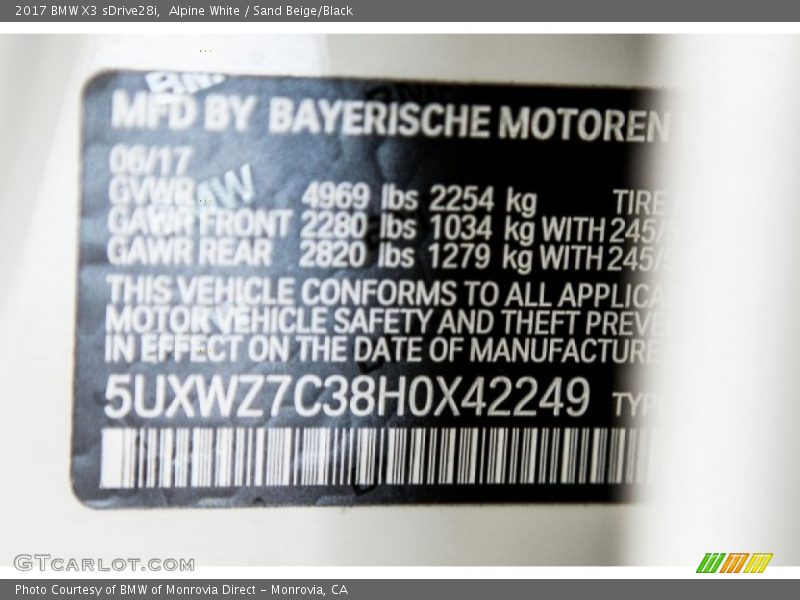 2017 BMW X3 sDrive28i,  Alpine White / Sand Beige/Black
MFD BY BAYERISCHE MOTOREN
06/17
GVWR 4969 lbs 2254 kg TIRE
GAWR FRONT 2280 lbs 1034 kg WITH 245/5
GAWR REAR 2820 lbs 1279 kg WITH 245/5
THIS VEHICLE CONFORMS TO ALL APPLICA
MOTOR VEHICLE SAFETY AND THEFT PREVE
IN EFFECT ON THE DATE OF MANUFACTURE
5UXWZ7C38H0X42249 TYP
GTCARLOT.COM
Photo Courtesy of BMW of Monrovia Direct - Monrovia, CA